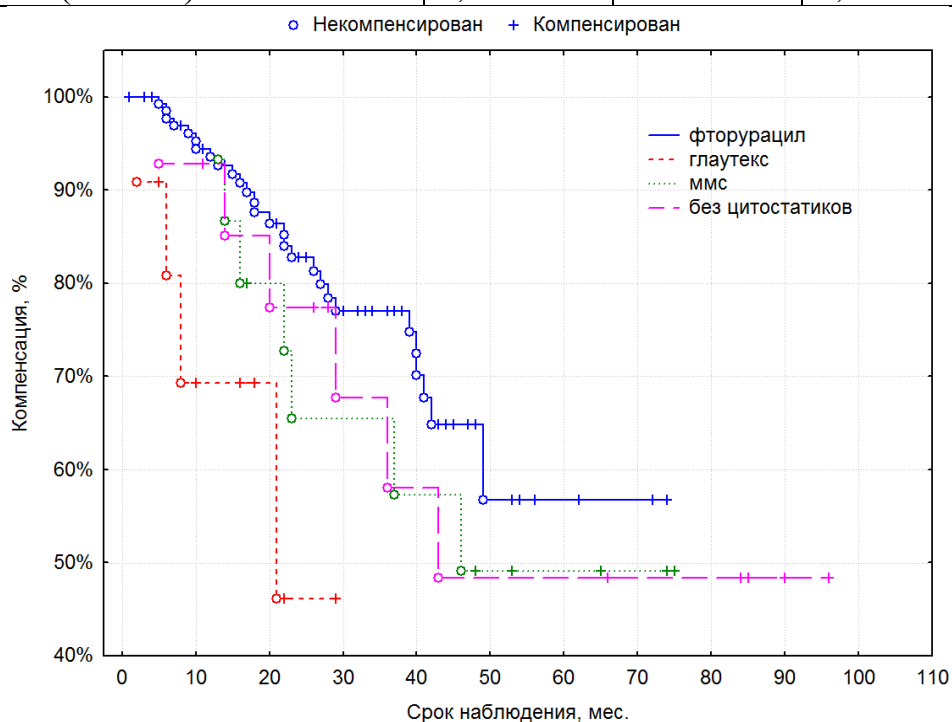 Некомпенсирован Компенсирован
100%
90%
80%
70%
60%
50%
40%
Компенсация, %
фторурацил
глаутекс
ммс
без цитостатиков
0 10 20 30 40 50 60 70 80 90 100 110
Срок наблюдения, мес.